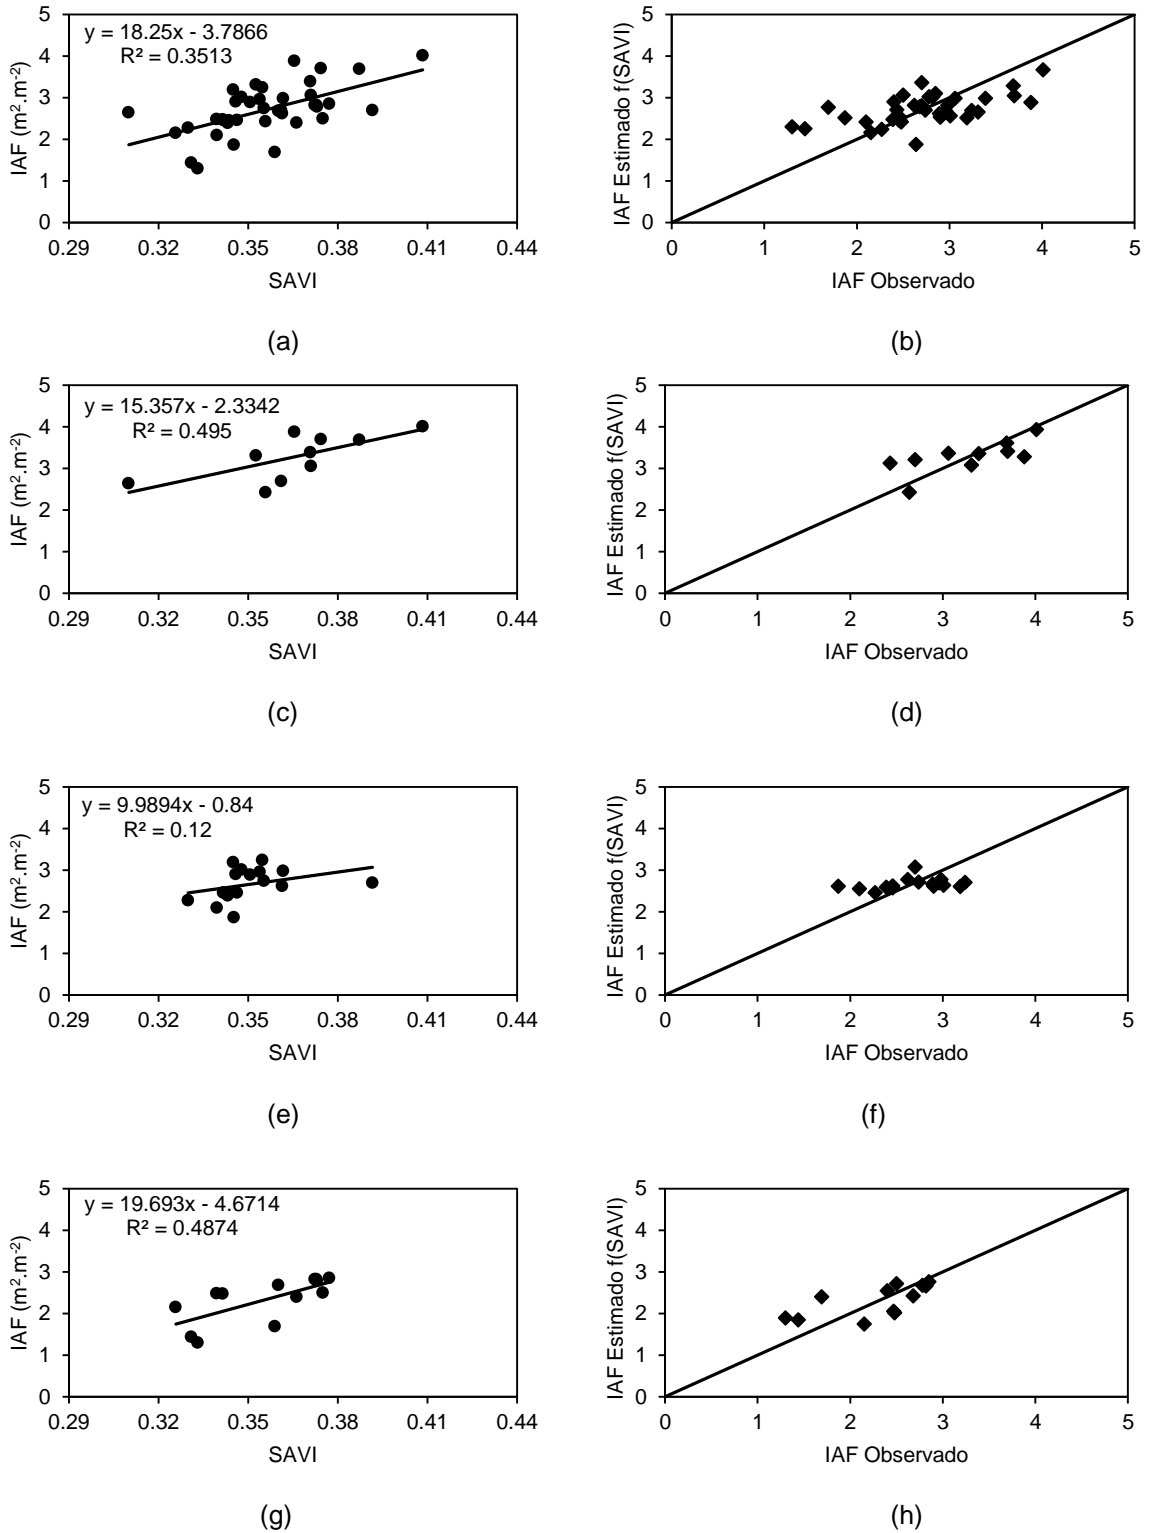 y = 18.25x - 3.7866
R² = 0.3513
IAF (m².m⁻²)
5
4
3
2
1
0
0.29 0.32 0.35 0.38 0.41 0.44
SAVI
(a)
IAF Estimado f(SAVI)
5
4
3
2
1
0
0 1 2 3 4 5
IAF Observado
(b)
y = 15.357x - 2.3342
R² = 0.495
IAF (m².m⁻²)
5
4
3
2
1
0
0.29 0.32 0.35 0.38 0.41 0.44
SAVI
(c)
IAF Estimado f(SAVI)
5
4
3
2
1
0
0 1 2 3 4 5
IAF Observado
(d)
y = 9.9894x - 0.84
R² = 0.12
IAF (m².m⁻²)
5
4
3
2
1
0
0.29 0.32 0.35 0.38 0.41 0.44
SAVI
(e)
IAF Estimado f(SAVI)
5
4
3
2
1
0
0 1 2 3 4 5
IAF Observado
(f)
y = 19.693x - 4.6714
R² = 0.4874
IAF (m².m⁻²)
5
4
3
2
1
0
0.29 0.32 0.35 0.38 0.41 0.44
SAVI
(g)
IAF Estimado f(SAVI)
5
4
3
2
1
0
0 1 2 3 4 5
IAF Observado
(h)